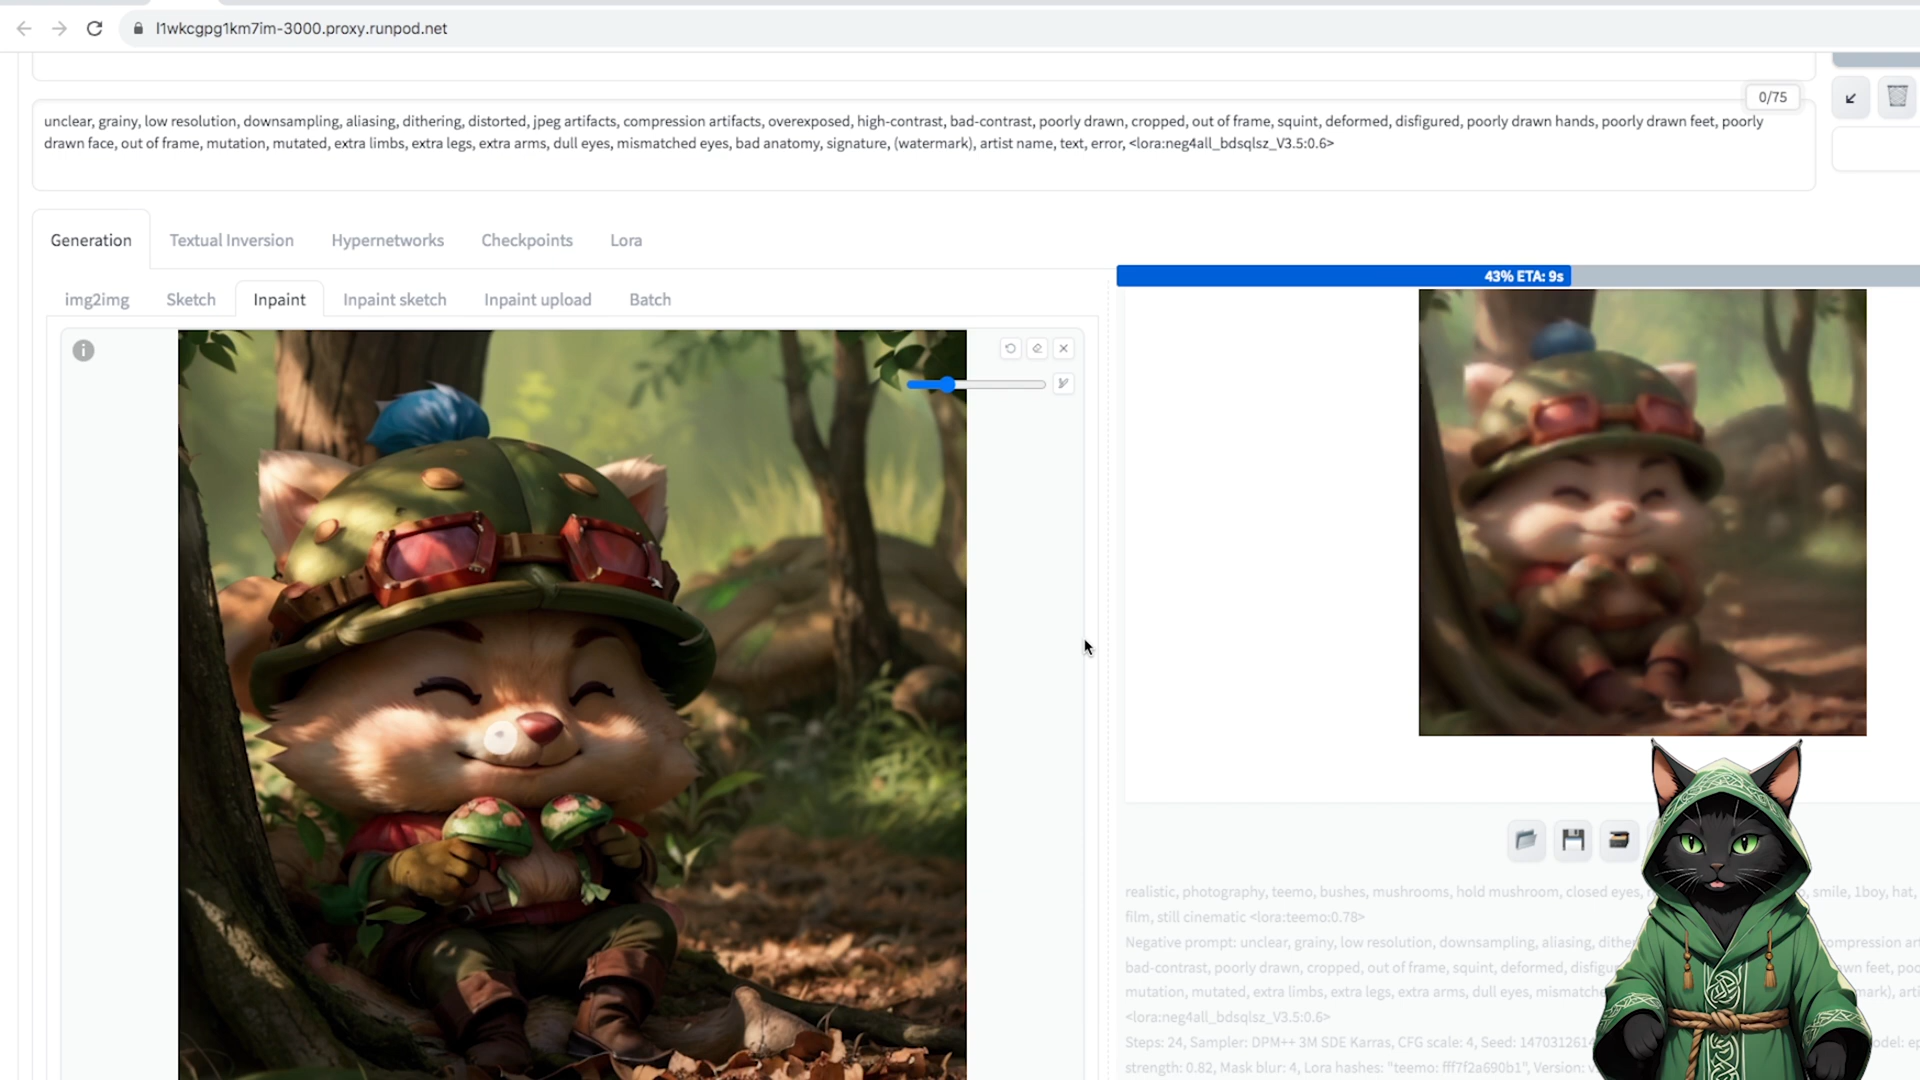 l1wkcgpg1km7im-3000.proxy.runpod.net
0/75
unclear, grainy, low resolution, downsampling, aliasing, dithering, distorted, jpeg artifacts, compression artifacts, overexposed, high-contrast, bad-contrast, poorly drawn, cropped, out of frame, squint, deformed, disfigured, poorly drawn hands, poorly drawn feet, poorly
drawn face, out of frame, mutation, mutated, extra limbs, extra legs, extra arms, dull eyes, mismatched eyes, bad anatomy, signature, (watermark), artist name, text, error, <lora:neg4all_bdsqlsz_V3.5:0.6>
Generation Textual Inversion Hypernetworks Checkpoints Lora
43% ETA: 9s
img2img Sketch Inpaint Inpaint sketch Inpaint upload Batch
realistic, photography, teemo, bushes, mushrooms, hold mushroom, closed eyes, smile, 1boy, hat,
film, still cinematic <lora:teemo:0.78>
Negative prompt: unclear, grainy, low resolution, downsampling, aliasing,
bad-contrast, poorly drawn, cropped, out of frame, squint, deformed, feet,
mutation, mutated, extra limbs, extra legs, extra arms, dull eyes,
<lora:neg4all_bdsqlsz_V3.5:0.6>
Steps: 24, Sampler: DPM++ 3M SDE Karras, CFG scale: 4, Seed:
strength: 0.82, Mask blur: 4, Lora hashes: "teemo: fff7f2a690b1", Version: